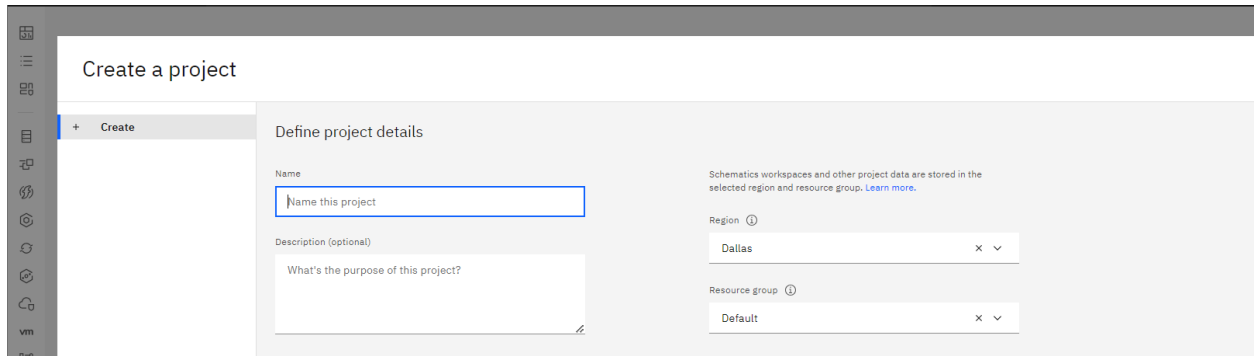 Create a project
+ Create
Define project details
Name
Name this project
Description (optional)
What's the purpose of this project?
Schematics workspaces and other project data are stored in the
selected region and resource group. Learn more.
Region
Dallas
Resource group
Default
vm